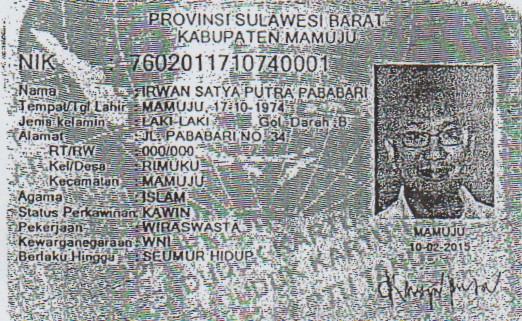 PROVINSI SULAWESI BARAT
KABUPATEN MAMUJU
NIK : 7602011710740001
Nama : IRWAN SATYA PUTRA PABABARI
Tempat/Tgl Lahir : MAMUJU, 17-10-1974
Jenis kelamin : LAKI-LAKI Gol. Darah :B
Alamat : JL. PABABARI NO. 34
RT/RW : 000/000
Kel/Desa : RIMUKU
Kecamatan : MAMUJU
Agama : ISLAM
Status Perkawinan: KAWIN
Pekerjaan : WIRASWASTA
Kewarganegaraan : WNI
Berlaku Hingga : SEUMUR HIDUP
MAMUJU
10-02-2015